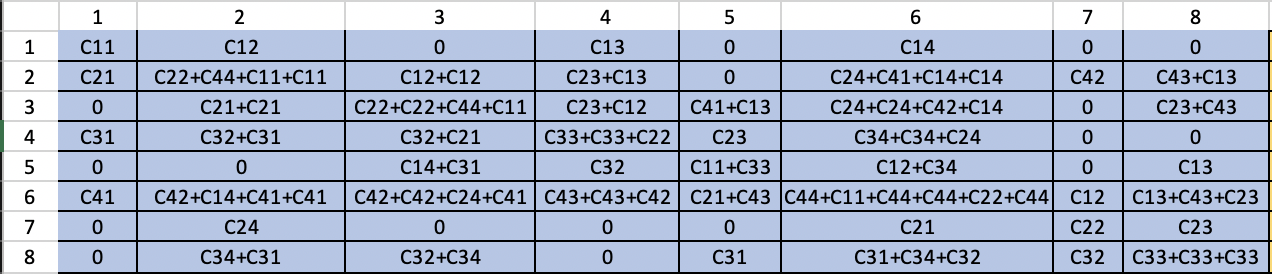 1 2 3 4 5 6 7 8
1 C11 C12 0 C13 0 C14 0 0
2 C21 C22+C44+C11+C11 C12+C12 C23+C13 0 C24+C41+C14+C14 C42 C43+C13
3 0 C21+C21 C22+C22+C44+C11 C23+C12 C41+C13 C24+C24+C42+C14 0 C23+C43
4 C31 C32+C31 C32+C21 C33+C33+C22 C23 C34+C34+C24 0 0
5 0 0 C14+C31 C32 C11+C33 C12+C34 0 C13
6 C41 C42+C14+C41+C41 C42+C42+C24+C41 C43+C43+C42 C21+C43 C44+C11+C44+C44+C22+C44 C12 C13+C43+C23
7 0 C24 0 0 0 C21 C22 C23
8 0 C34+C31 C32+C34 0 C31 C31+C34+C32 C32 C33+C33+C33